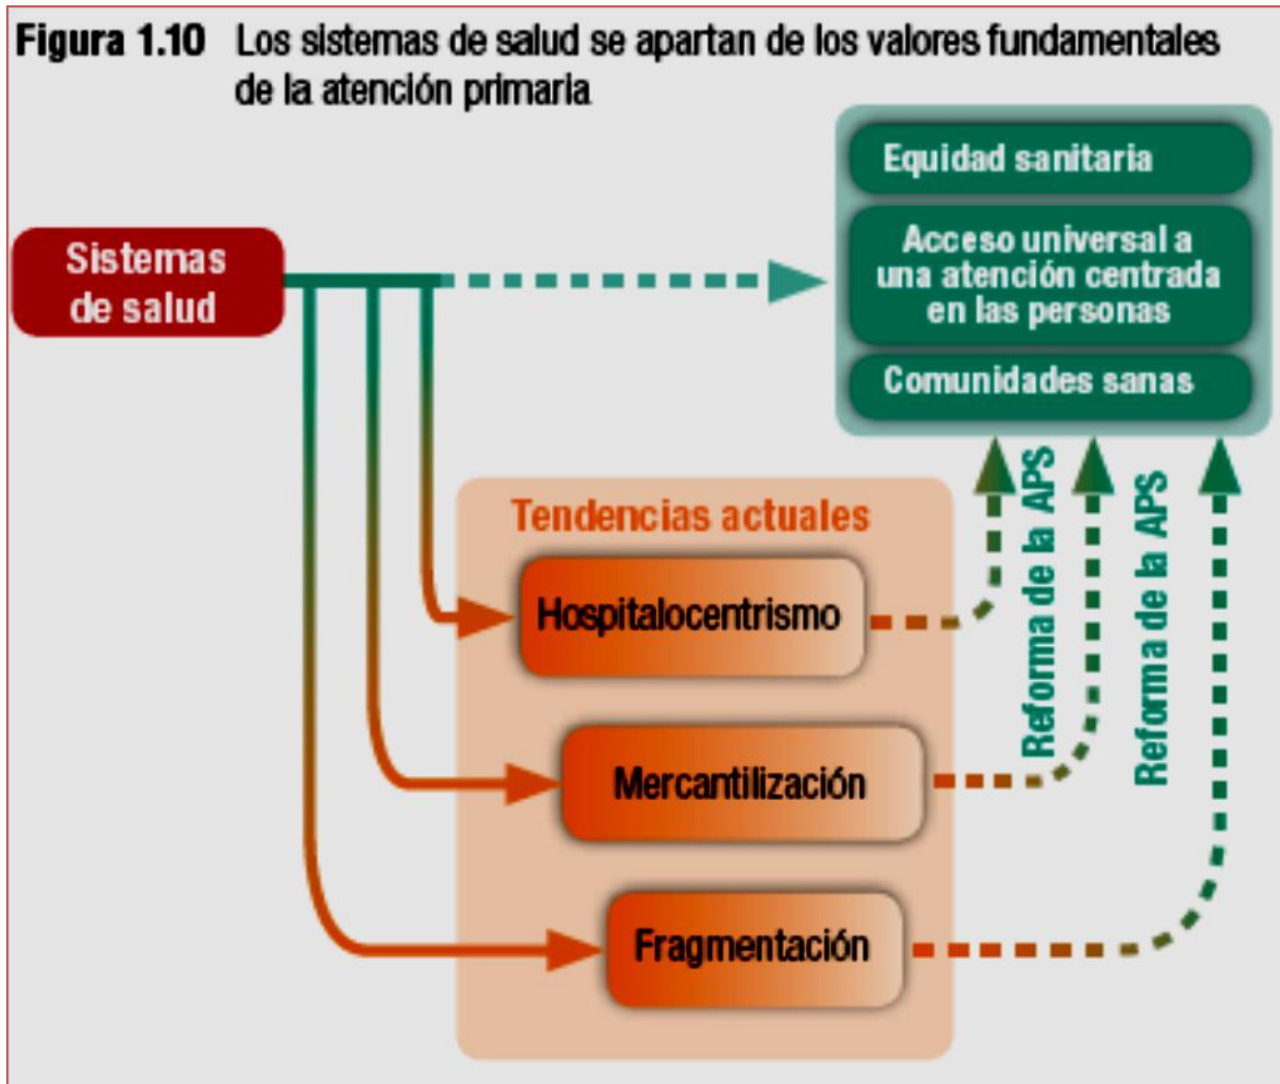 Figura 1.10 Los sistemas de salud se apartan de los valores fundamentales
de la atención primaria
Equidad sanitaria
Acceso universal a
una atención centrada
en las personas
Comunidades sanas
Sistemas
de salud
Tendencias actuales
Hospitalocentrismo
Mercantilización
Fragmentación
Reforma de la APS
Reforma de la APS